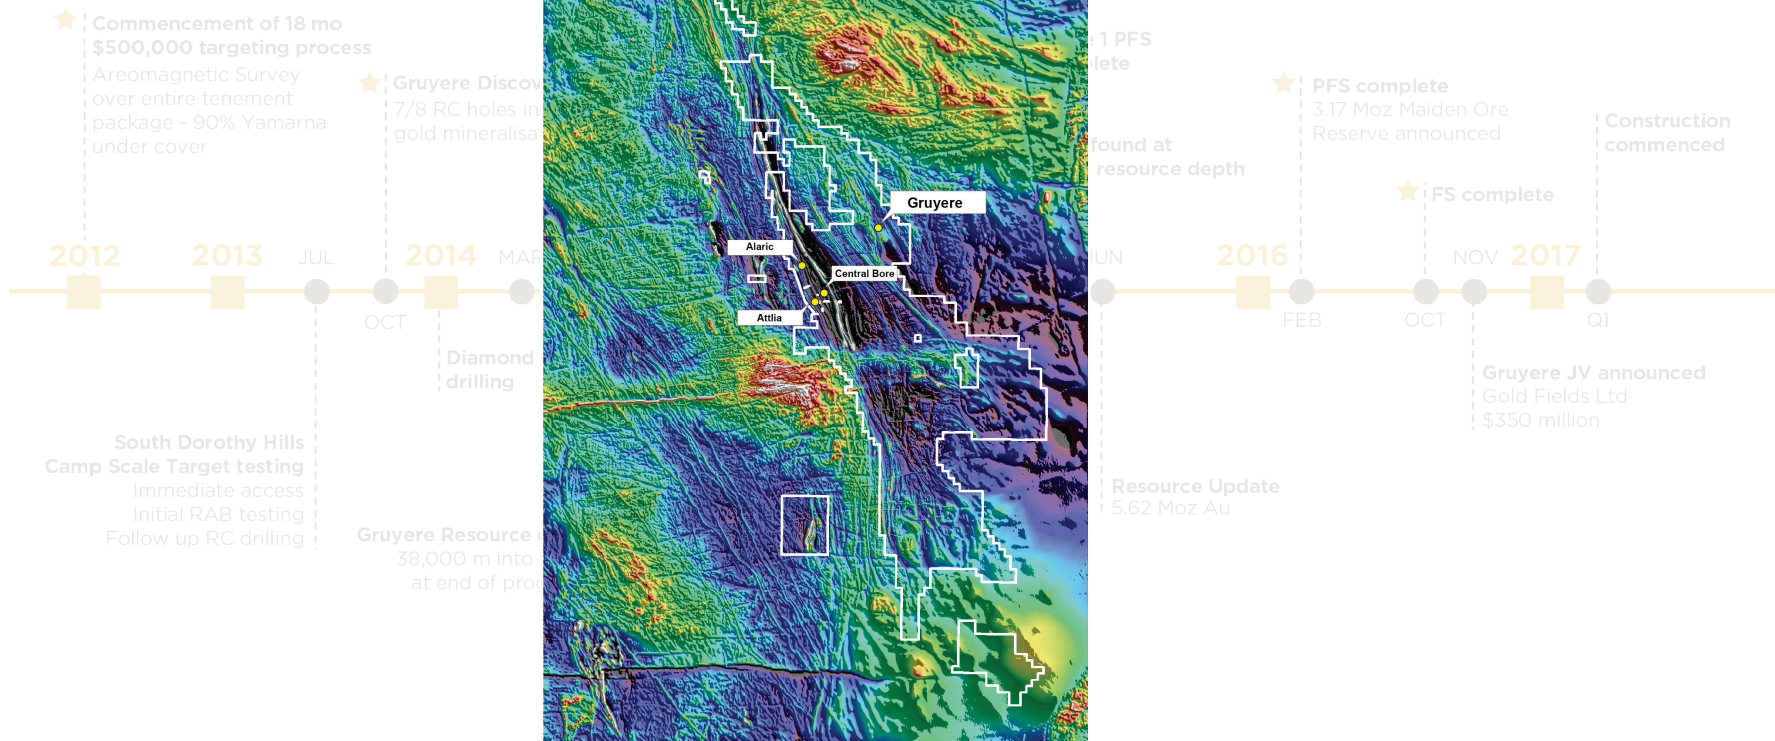 Commencement of 18 mo
$500,000 targeting process
Areomagnetic Survey
over entire tenement
package - 90% Yamarna
under cover
Gruyere Discov
7/8 RC holes in
gold mineralisa
1 PFS
lete
found at
resource depth
PFS complete
3.17 Moz Maiden Ore
Reserve announced
Construction
commenced
FS complete
Gruyere
Alaric
Central Bore
Attlia
2012
2013
JUL
OCT
2014
MAR
JUN
2016
FEB
OCT
NOV
2017
Q1
Diamond
drilling
South Dorothy Hills
Camp Scale Target testing
Immediate access
Initial RAB testing
Follow up RC drilling
Gruyere Resource
38,000 m into
at end of prog
Gruyere JV announced
Gold Fields Ltd
$350 million
Resource Update
5.62 Moz Au